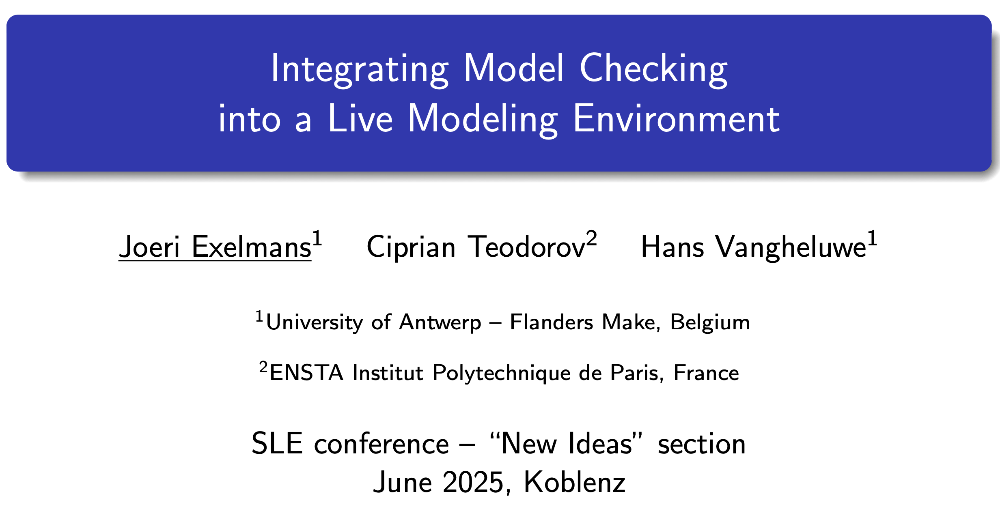 Integrating Model Checking
into a Live Modeling Environment
Joeri Exelmans¹ Ciprian Teodorov² Hans Vangheluwe¹
¹University of Antwerp – Flanders Make, Belgium
²ENSTA Institut Polytechnique de Paris, France
SLE conference – “New Ideas” section
June 2025, Koblenz